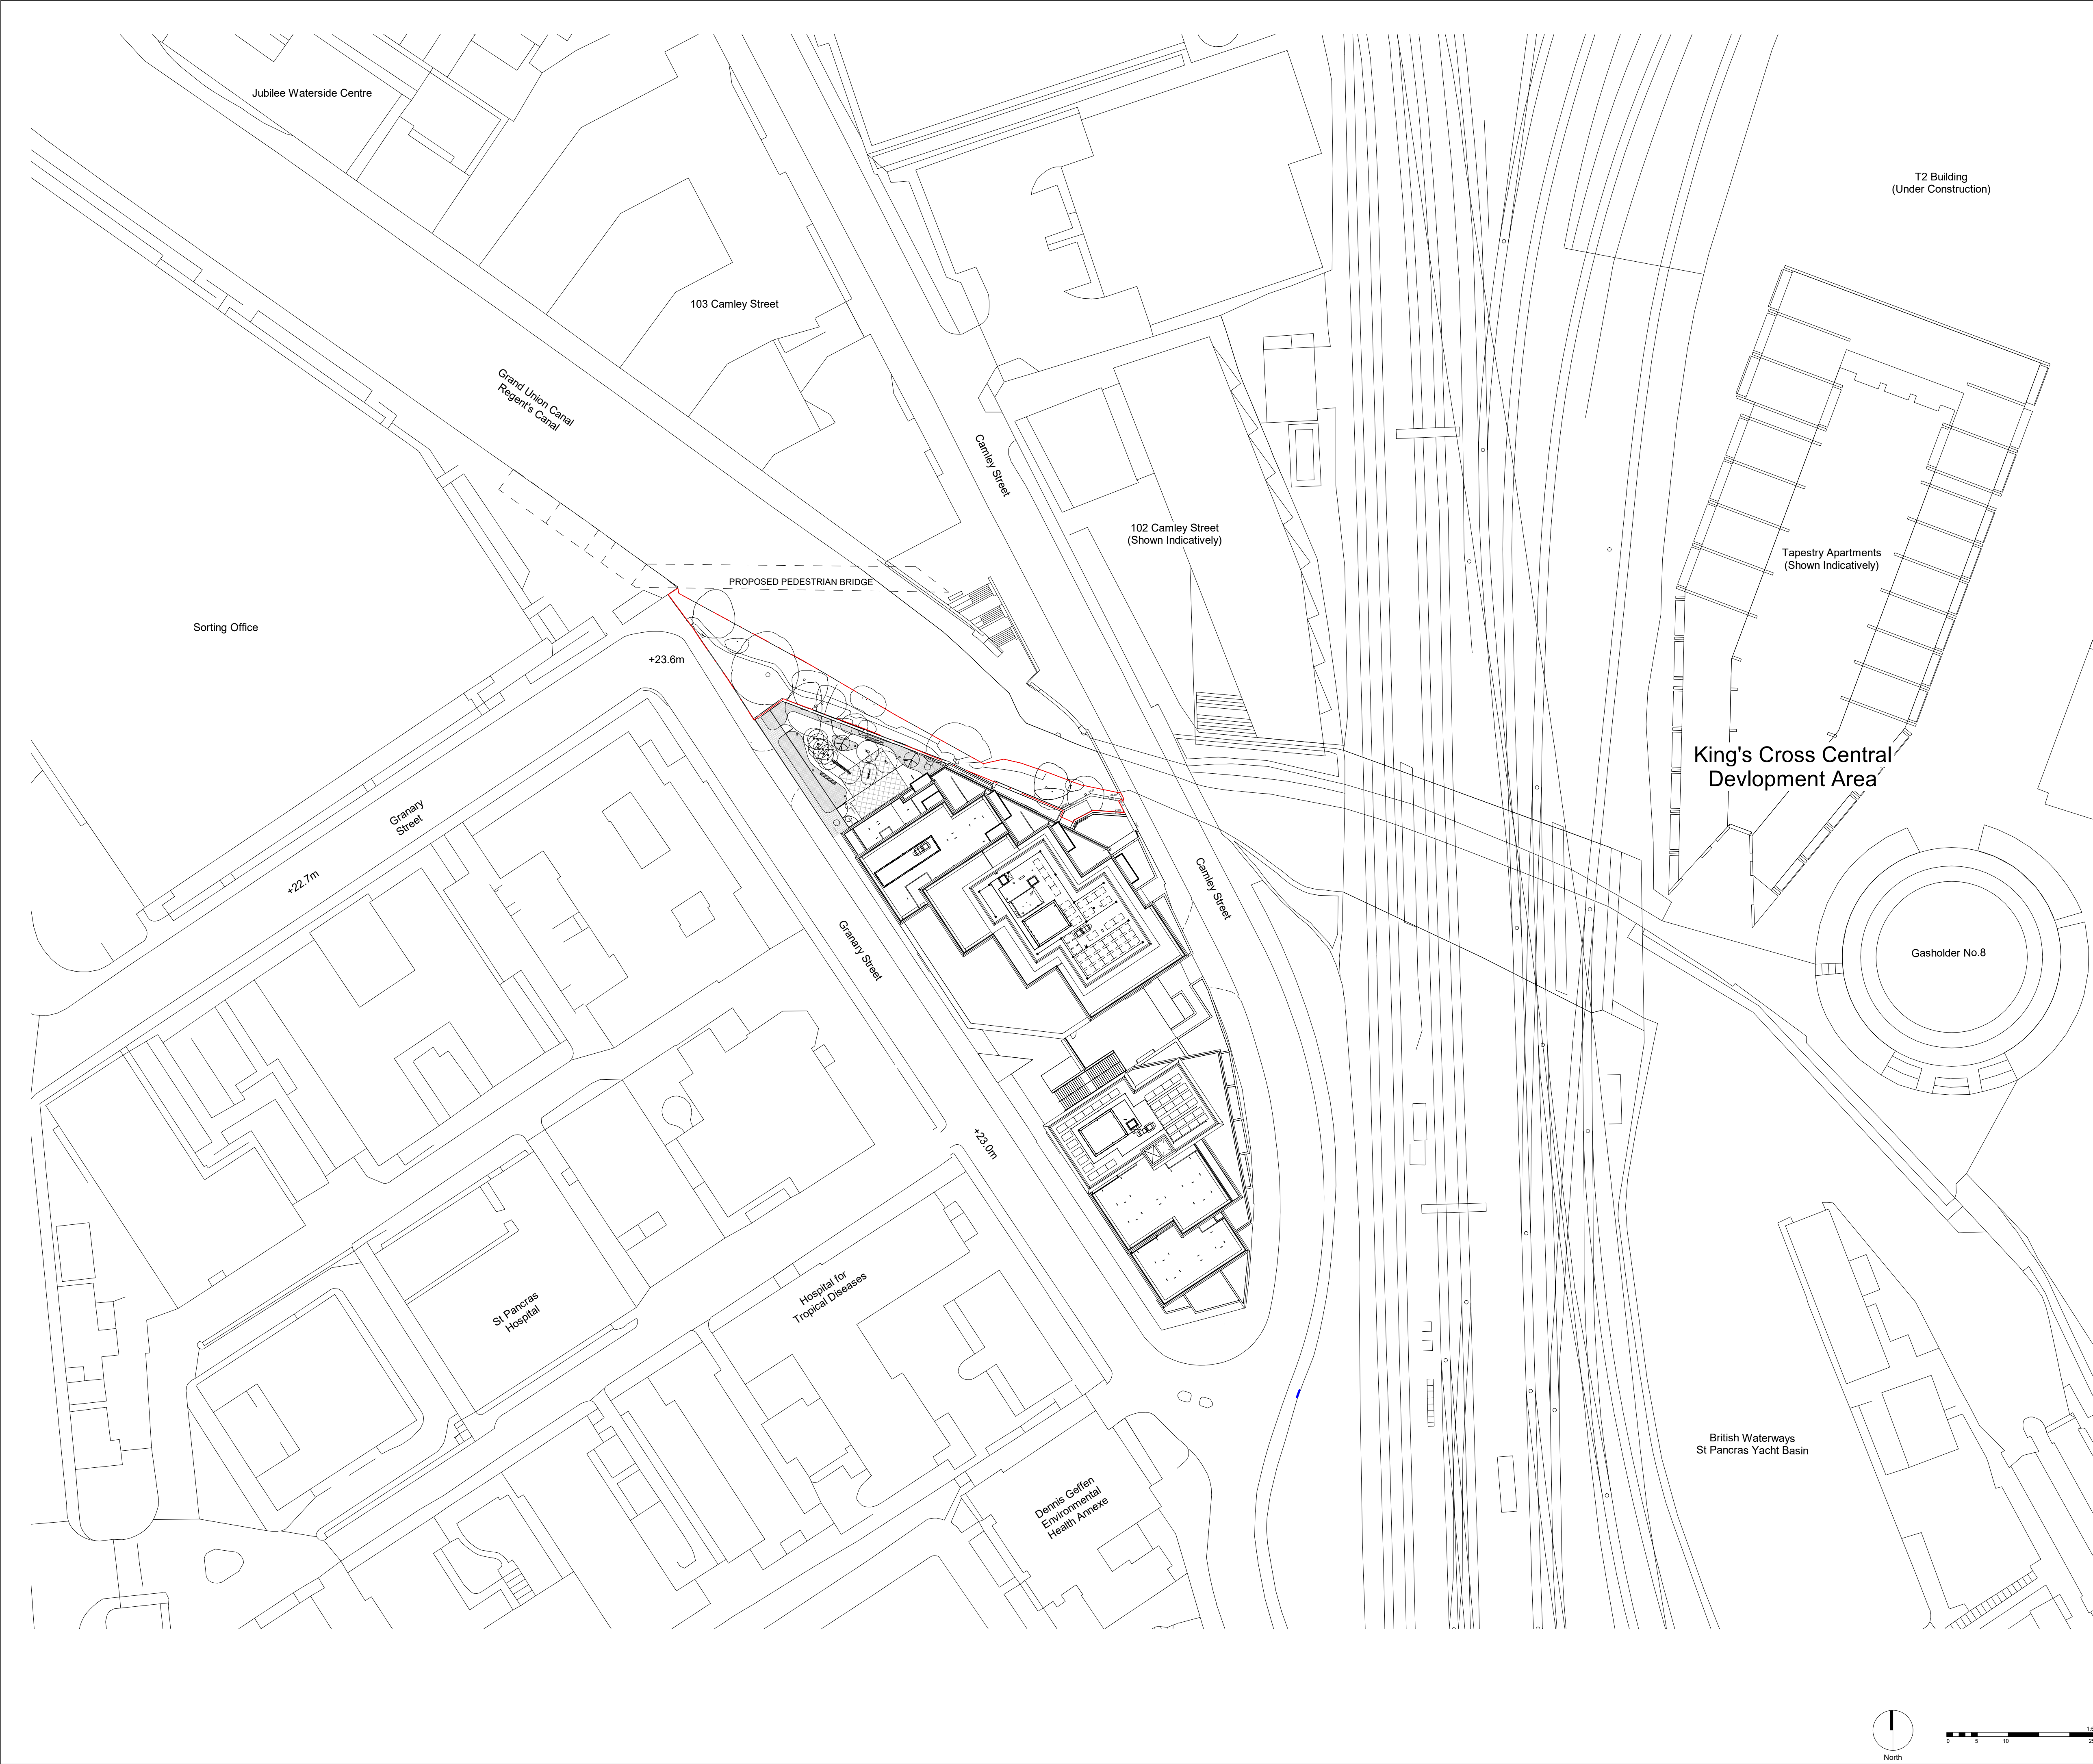 Jubilee Waterside Centre
T2 Building
(Under Construction)
103 Camley Street
Grand Union Canal
Regent's Canal
Camley Street
102 Camley Street
(Shown Indicatively)
Tapestry Apartments
(Shown Indicatively)
PROPOSED PEDESTRIAN BRIDGE
Sorting Office
+23.6m
King's Cross Central
Devlopment Area
Granary
Street
+22.7m
Camley Street
Granary Street
Gasholder No.8
+23.0m
Hospital for
Tropical Diseases
St Pancras
Hospital
British Waterways
St Pancras Yacht Basin
Dennis Geffen
Environmental
Health Annexe
North
0 5 10